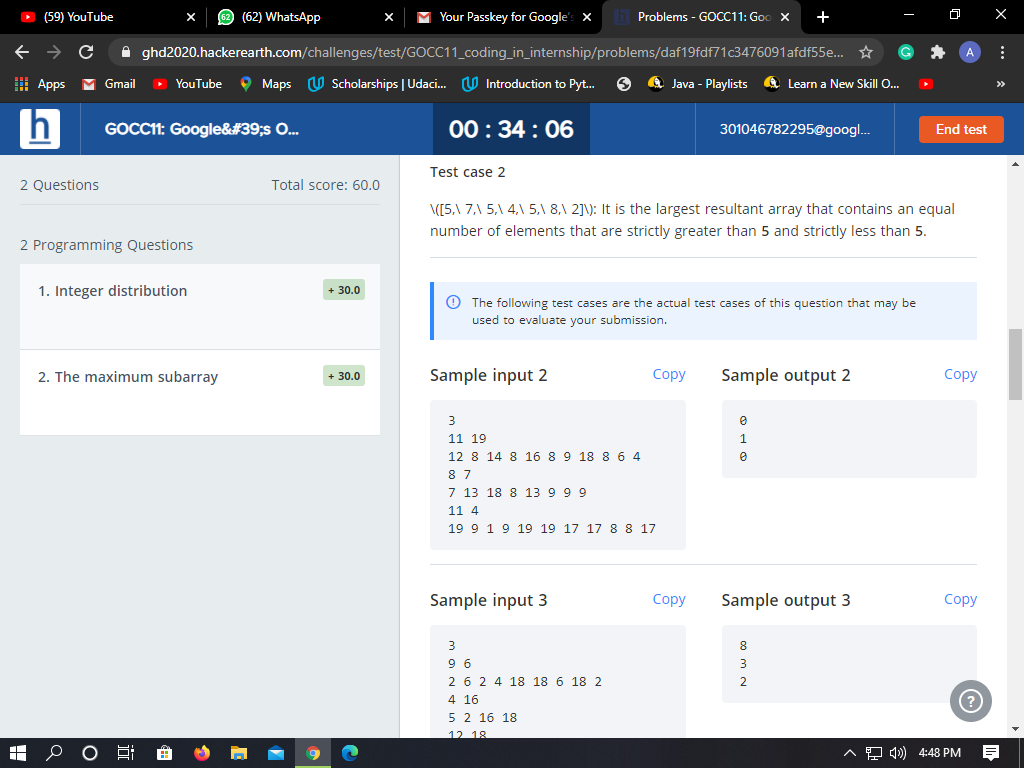 (59) YouTube
62
(62) WhatsApp
Your Passkey for Google'
Problems - GOCC11: Goo
ghd2020.hackerearth.com/challenges/test/GOCC11_coding_in_internship/problems/daf19fdf71c3476091afdf55e...
A
Apps
Gmail
YouTube
Maps
Scholarships | Udaci...
Introduction to Pyt...
Java - Playlists
Learn a New Skill O...
»
h
GOCC11: Google&#39;s O...
00 : 34 : 06
301046782295@googl...
End test
2 Questions
Total score: 60.0
2 Programming Questions
1. Integer distribution
+ 30.0
2. The maximum subarray
+ 30.0
Test case 2
\([5,\ 7,\ 5,\ 4,\ 5,\ 8,\ 2]\): It is the largest resultant array that contains an equal
number of elements that are strictly greater than 5 and strictly less than 5.
The following test cases are the actual test cases of this question that may be
used to evaluate your submission.
Sample input 2
Copy
3
11 19
12 8 14 8 16 8 9 18 8 6 4
8 7
7 13 18 8 13 9 9 9
11 4
19 9 1 9 19 19 17 17 8 8 17
Sample output 2
Copy
0
1
0
Sample input 3
Copy
3
9 6
2 6 2 4 18 18 6 18 2
4 16
5 2 16 18
12 18
Sample output 3
Copy
8
3
2
?
4:48 PM